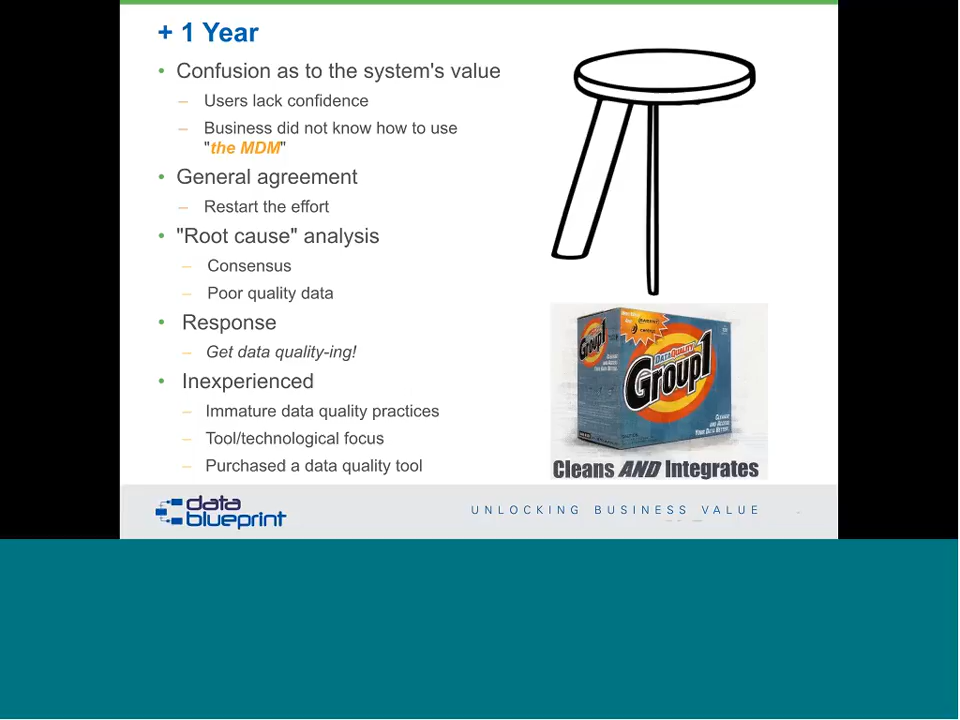 + 1 Year
• Confusion as to the system's value
– Users lack confidence
– Business did not know how to use
"the MDM"
• General agreement
– Restart the effort
• "Root cause" analysis
– Consensus
– Poor quality data
• Response
– Get data quality-ing!
• Inexperienced
– Immature data quality practices
– Tool/technological focus
– Purchased a data quality tool
Group1
DATA QUALITY
Group1
Cleans AND Integrates
data
blueprint
UNLOCKING BUSINESS VALUE